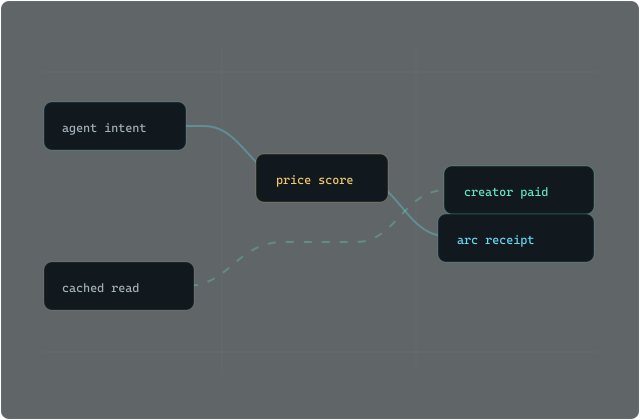 agent intent
price score
creator paid
arc receipt
cached read